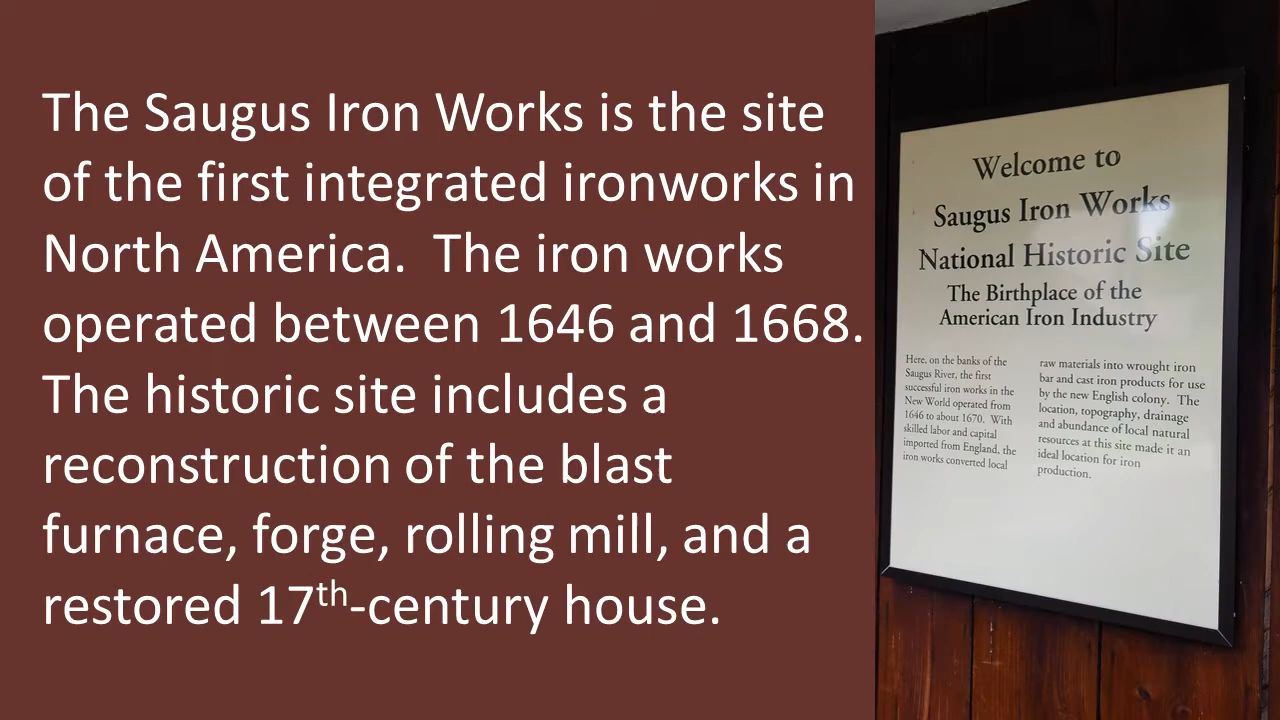 The Saugus Iron Works is the site
of the first integrated ironworks in
North America.  The iron works
operated between 1646 and 1668.
The historic site includes a
reconstruction of the blast
furnace, forge, rolling mill, and a
restored 17th-century house.
Welcome to
Saugus Iron Works
National Historic Site
The Birthplace of the
American Iron Industry
Here, on the banks of the
Saugus River, the first
successful iron works in the
New World operated from
1646 to about 1670.  With
skilled labor and capital
imported from England, the
iron works converted local
raw materials into wrought iron
bar and cast iron products for use
by the new English colony.  The
location, topography, drainage
and abundance of local natural
resources at this site made it an
ideal location for iron
production.